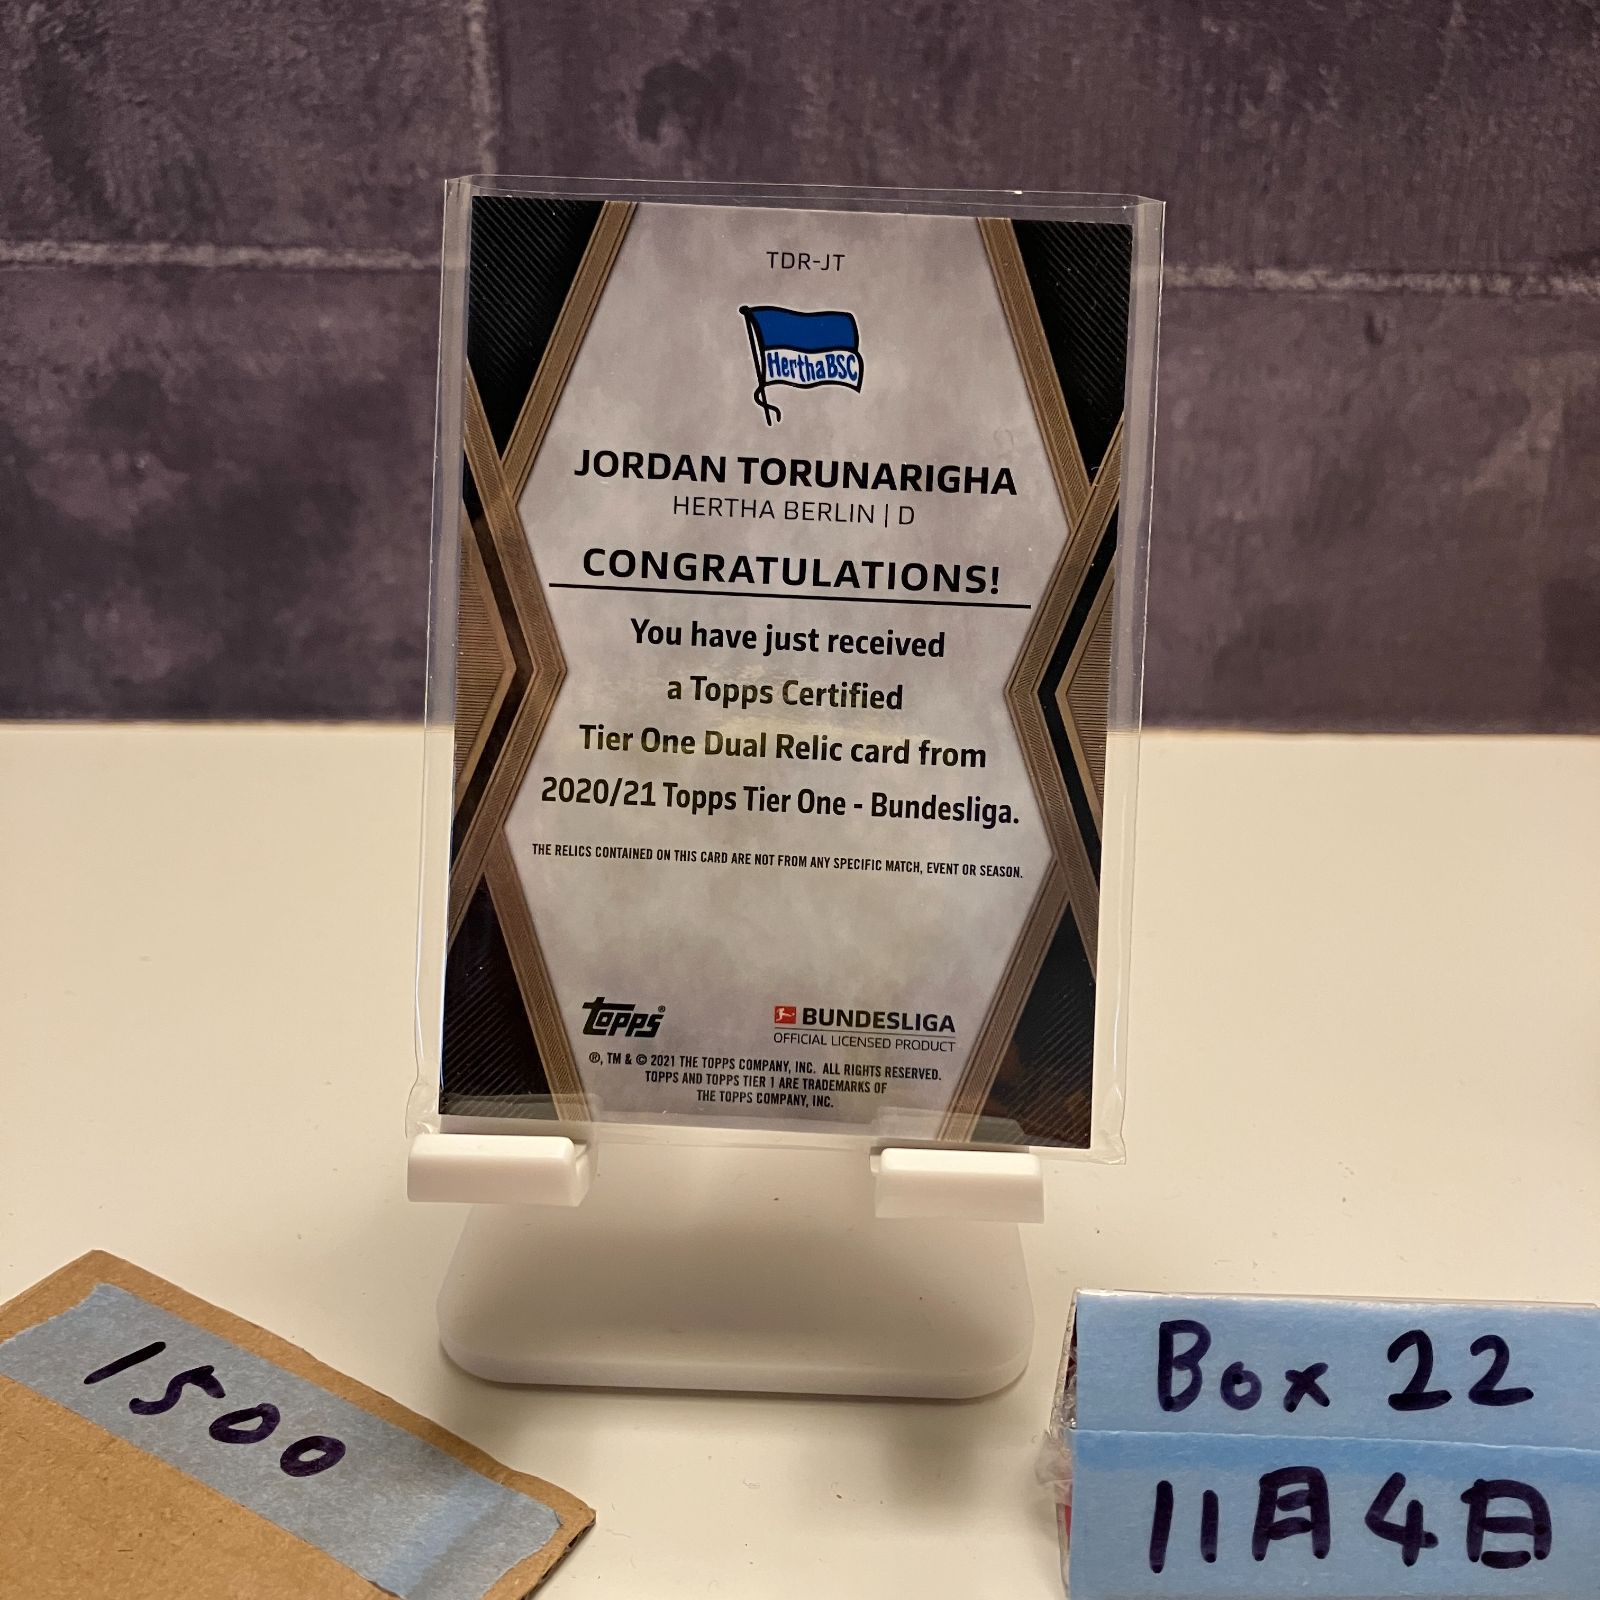 TDR-JT
HerthaBSC
JORDAN TORUNARIGHA
HERTHA BERLIN | D
CONGRATULATIONS!
You have just received
a Topps Certified
Tier One Dual Relic card from
2020/21 Topps Tier One - Bundesliga.
THE RELICS CONTAINED ON THIS CARD ARE NOT FROM ANY SPECIFIC MATCH, EVENT OR SEASON.
topps®
BUNDESLIGA
OFFICIAL LICENSED PRODUCT
®, TM & © 2021 THE TOPPS COMPANY, INC. ALL RIGHTS RESERVED.
TOPPS AND TOPPS TIER 1 ARE TRADEMARKS OF
THE TOPPS COMPANY, INC.
1500
Box 22
11月4日